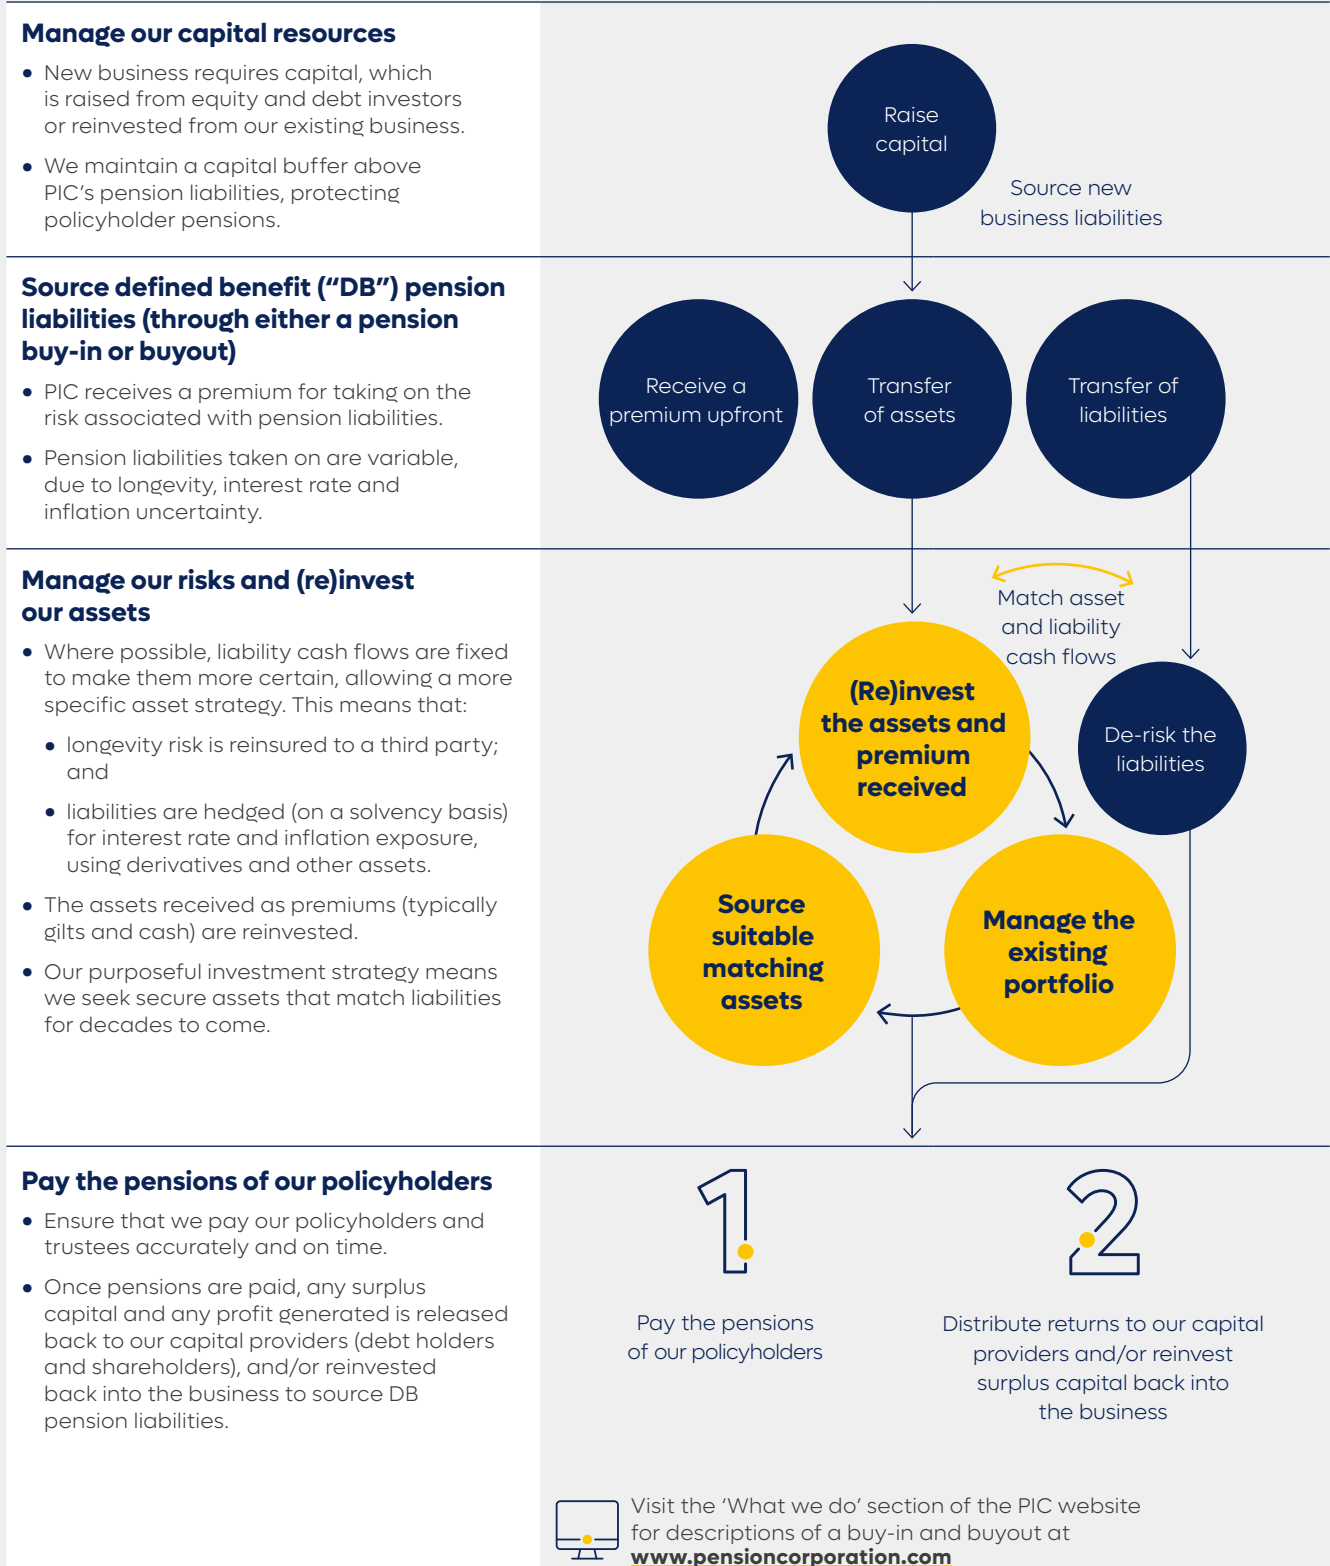 Manage our capital resources
• New business requires capital, which
is raised from equity and debt investors
or reinvested from our existing business.
• We maintain a capital buffer above
PIC’s pension liabilities, protecting
policyholder pensions.
Raise
capital
Source new
business liabilities
Source defined benefit (“DB”) pension
liabilities (through either a pension
buy-in or buyout)
• PIC receives a premium for taking on the
risk associated with pension liabilities.
• Pension liabilities taken on are variable,
due to longevity, interest rate and
inflation uncertainty.
Receive a
premium upfront
Transfer
of assets
Transfer of
liabilities
Manage our risks and (re)invest
our assets
• Where possible, liability cash flows are fixed
to make them more certain, allowing a more
specific asset strategy. This means that:
• longevity risk is reinsured to a third party;
and
• liabilities are hedged (on a solvency basis)
for interest rate and inflation exposure,
using derivatives and other assets.
• The assets received as premiums (typically
gilts and cash) are reinvested.
• Our purposeful investment strategy means
we seek secure assets that match liabilities
for decades to come.
Match asset
and liability
cash flows
(Re)invest
the assets and
premium
received
De-risk the
liabilities
Source
suitable
matching
assets
Manage the
existing
portfolio
Pay the pensions of our policyholders
• Ensure that we pay our policyholders and
trustees accurately and on time.
• Once pensions are paid, any surplus
capital and any profit generated is released
back to our capital providers (debt holders
and shareholders), and/or reinvested
back into the business to source DB
pension liabilities.
1.
Pay the pensions
of our policyholders
2
Distribute returns to our capital
providers and/or reinvest
surplus capital back into
the business
Visit the ‘What we do’ section of the PIC website
for descriptions of a buy-in and buyout at
www.pensioncorporation.com